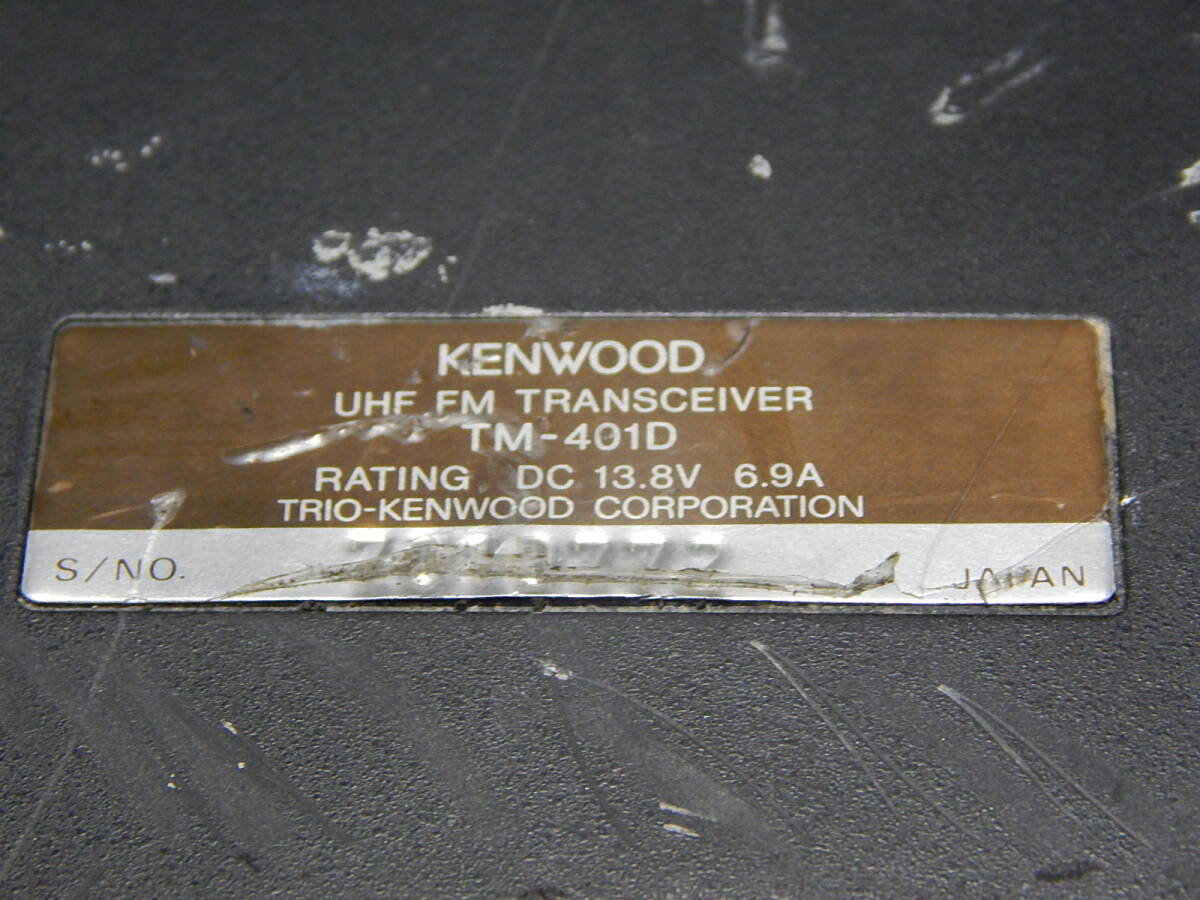 KENWOOD
UHF FM TRANSCEIVER
TM-401D
RATING DC 13.8V 6.9A
TRIO-KENWOOD CORPORATION
S/NO. JAPAN